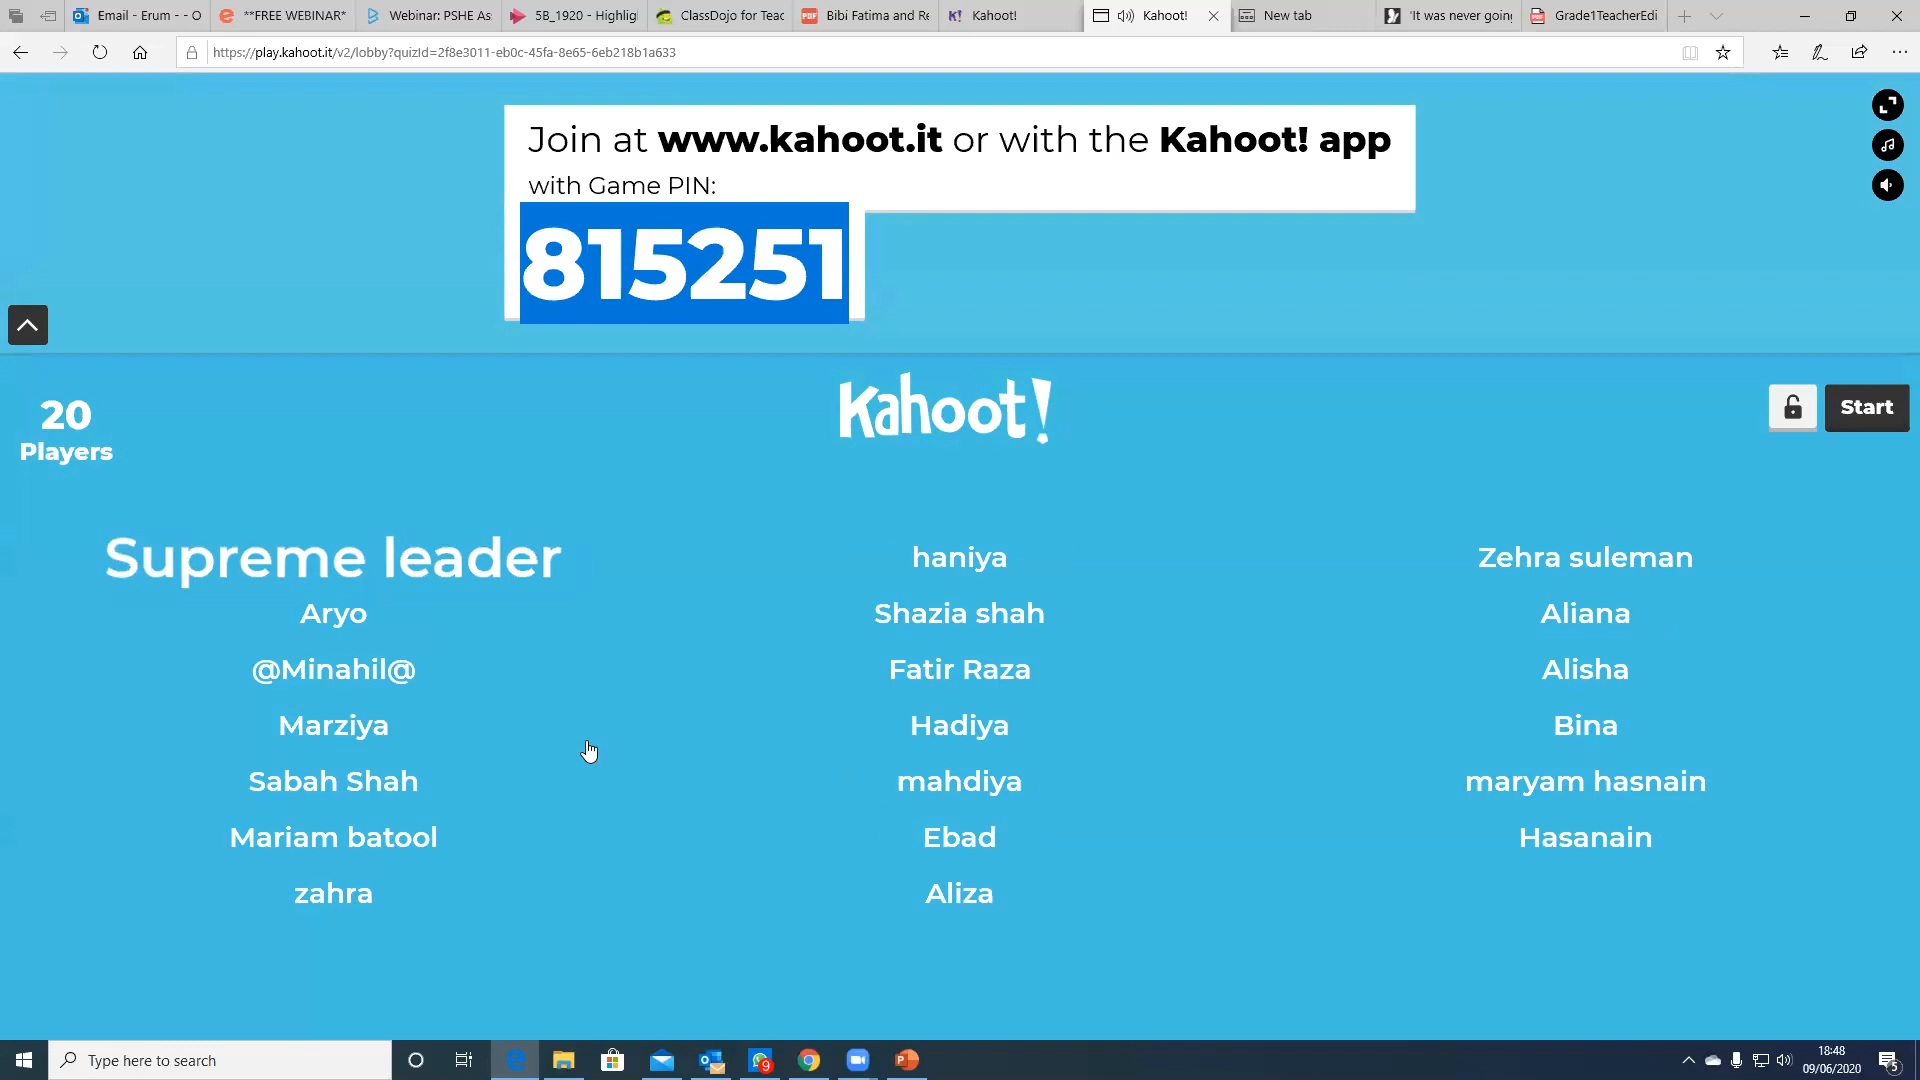 Email - Erum - - O
**FREE WEBINAR*
Webinar: PSHE As
5B_1920 - Highlig
ClassDojo for Teac
PDF
Bibi Fatima and Re
K!
Kahoot!
Kahoot!
New tab
'It was never going
Grade1TeacherEdi
https://play.kahoot.it/v2/lobby?quizId=2f8e3011-eb0c-45fa-8e65-6eb218b1a633
Join at www.kahoot.it or with the Kahoot! app
with Game PIN:
815251
20
Players
Kahoot!
Start
Supreme leader
haniya
Zehra suleman
Aryo
Shazia shah
Aliana
@Minahil@
Fatir Raza
Alisha
Marziya
Hadiya
Bina
Sabah Shah
mahdiya
maryam hasnain
Mariam batool
Ebad
Hasanain
zahra
Aliza
Type here to search
9
18:48
09/06/2020
5